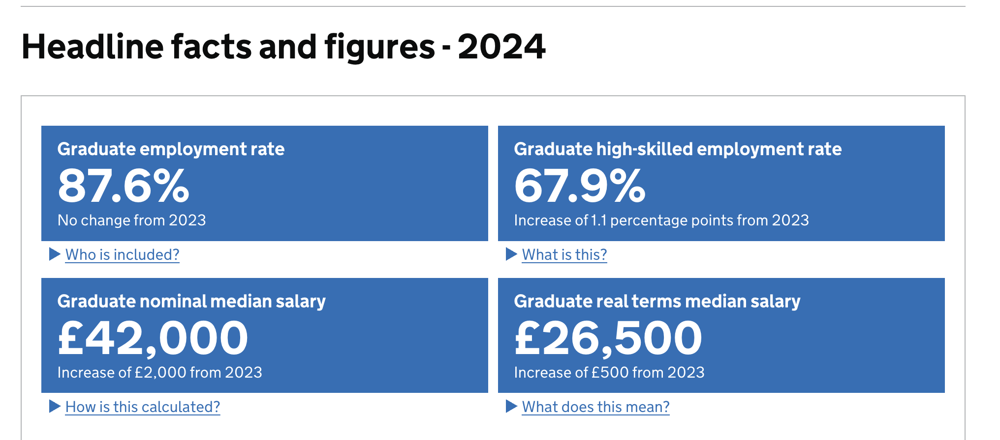 Headline facts and figures - 2024
Graduate employment rate
87.6%
No change from 2023
Who is included?
Graduate high-skilled employment rate
67.9%
Increase of 1.1 percentage points from 2023
What is this?
Graduate nominal median salary
£42,000
Increase of £2,000 from 2023
How is this calculated?
Graduate real terms median salary
£26,500
Increase of £500 from 2023
What does this mean?